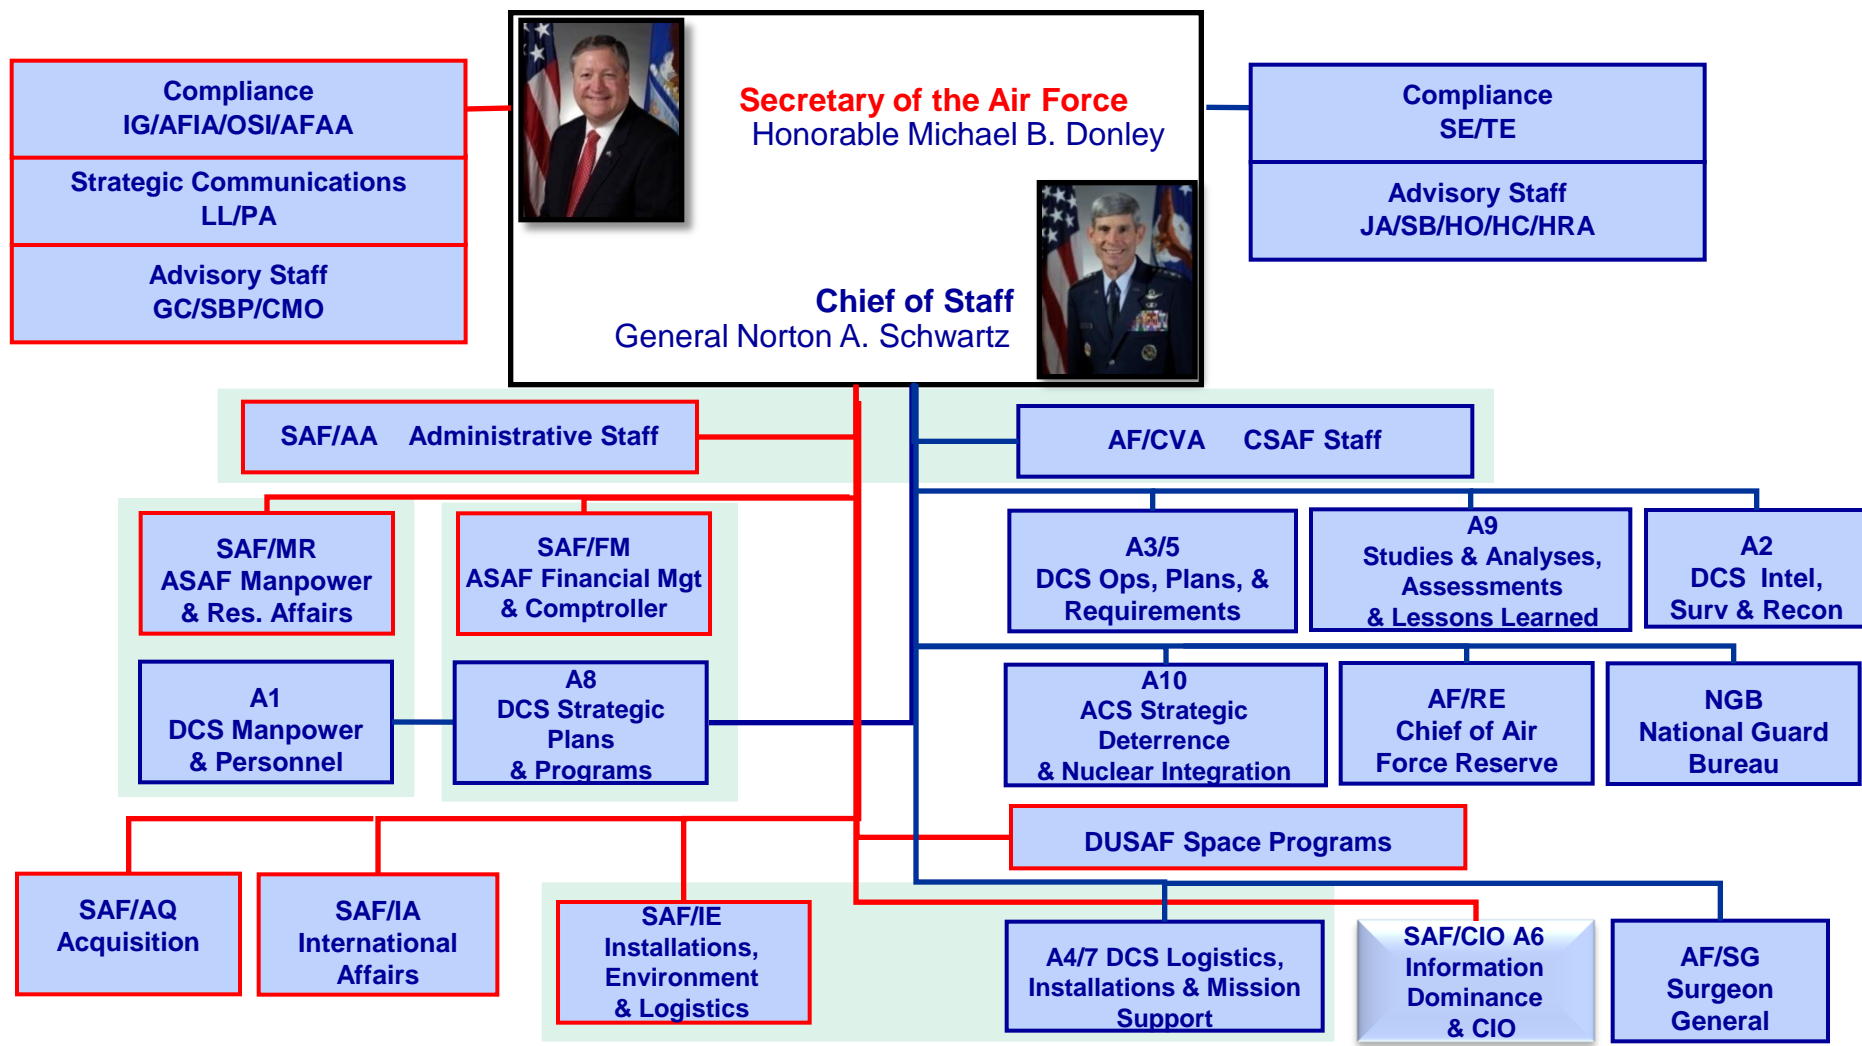 Compliance
IG/AFIA/OSI/AFAA
Strategic Communications
LL/PA
Advisory Staff
GC/SBP/CMO
Secretary of the Air Force
Honorable Michael B. Donley
Chief of Staff
General Norton A. Schwartz
Compliance
SE/TE
Advisory Staff
JA/SB/HO/HC/HRA
SAF/AA Administrative Staff
AF/CVA CSAF Staff
SAF/MR
ASAF Manpower
& Res. Affairs
SAF/FM
ASAF Financial Mgt
& Comptroller
A3/5
DCS Ops, Plans, &
Requirements
A9
Studies & Analyses,
Assessments
& Lessons Learned
A2
DCS Intel,
Surv & Recon
A1
DCS Manpower
& Personnel
A8
DCS Strategic
Plans
& Programs
A10
ACS Strategic
Deterrence
& Nuclear Integration
AF/RE
Chief of Air
Force Reserve
NGB
National Guard
Bureau
DUSAF Space Programs
SAF/AQ
Acquisition
SAF/IA
International
Affairs
SAF/IE
Installations,
Environment
& Logistics
A4/7 DCS Logistics,
Installations & Mission
Support
SAF/CIO A6
Information
Dominance
& CIO
AF/SG
Surgeon
General